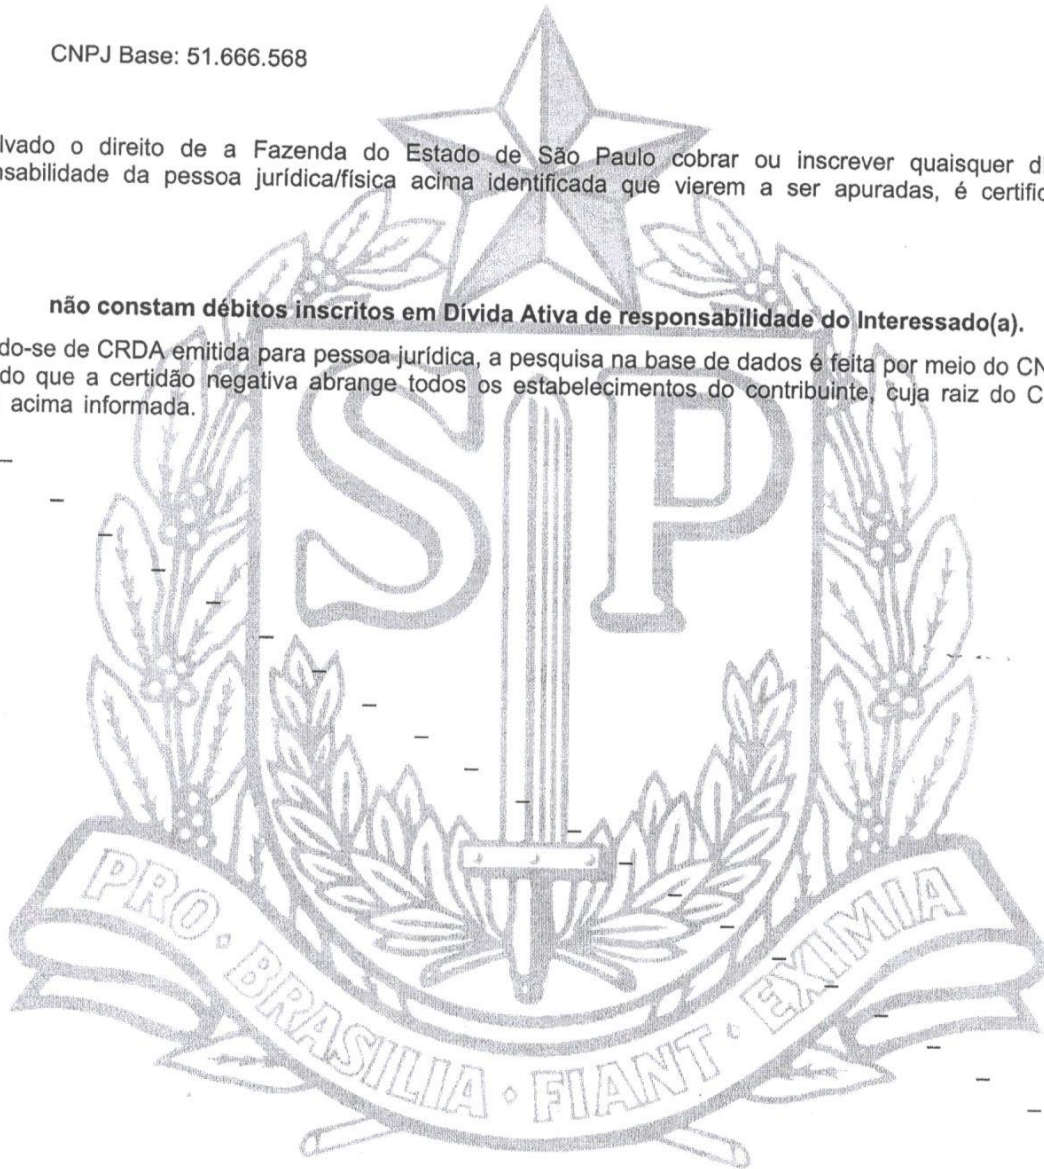 CNPJ Base: 51.666.568
lvado o direito de a Fazenda do Estado de São Paulo cobrar ou inscrever quaisquer d
nsabilidade da pessoa jurídica/física acima identificada que vierem a ser apuradas, é certific
não constam débitos inscritos em Dívida Ativa de responsabilidade do Interessado(a).
do-se de CRDA emitida para pessoa jurídica, a pesquisa na base de dados é feita por meio do CN
do que a certidão negativa abrange todos os estabelecimentos do contribuinte, cuja raiz do C
acima informada.
SP
PRO · BRASILIA · FIANT · EXIMIA